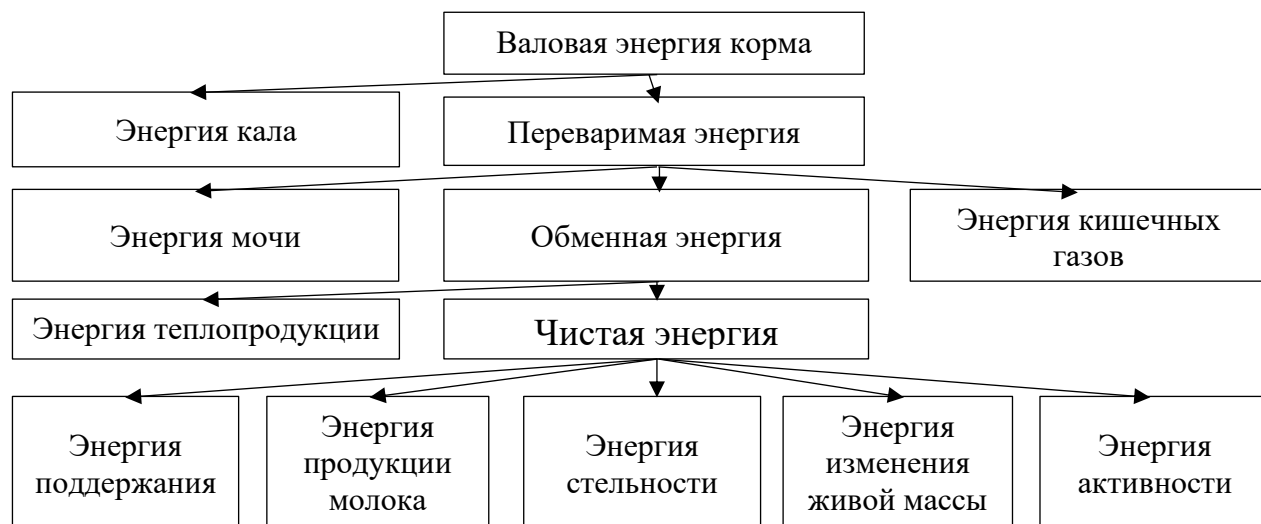 Валовая энергия корма
Энергия кала
Переваримая энергия
Энергия мочи
Обменная энергия
Энергия кишечных
газов
Энергия теплопродукции
Чистая энергия
Энергия
поддержания
Энергия
продукции
молока
Энергия
стельности
Энергия
изменения
живой массы
Энергия
активности